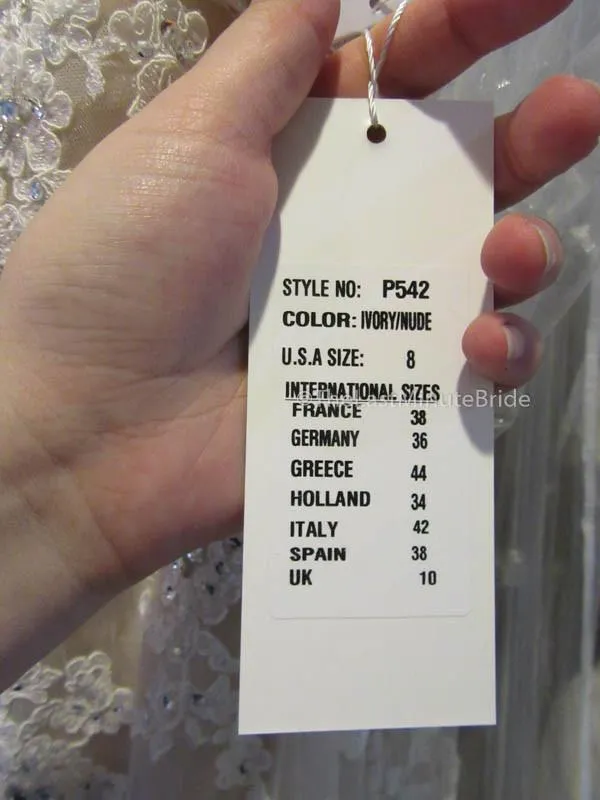 STYLE NO: P542
COLOR: IVORY/NUDE
U.S.A SIZE: 8
INTERNATIONAL SIZES
©TheLastMinuteBride
FRANCE 38
GERMANY 36
GREECE 44
HOLLAND 34
ITALY 42
SPAIN 38
UK 10